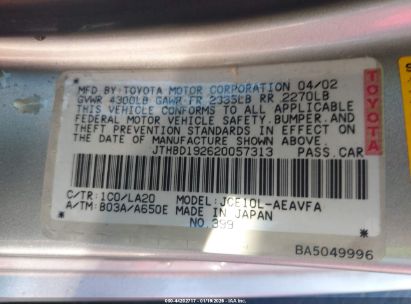 MFD BY TOYOTA MOTOR CORPORATION 04/02
GVWR 4300LB GAWR FR 2335LB RR 2270LB
THIS VEHICLE CONFORMS TO ALL APPLICABLE
FEDERAL MOTOR VEHICLE SAFETY,BUMPER,AND
THEFT PREVENTION STANDARDS IN EFFECT ON
THE DATE OF MANUFACTURE SHOWN ABOVE.
JTHBD192620057313 PASS.CAR
C/TR:1C0/LA20 MODEL:JCE10L-AEAVFA
A/TM:B03A/A650E MADE IN JAPAN
NO.399
BA5049996
TOYOTA